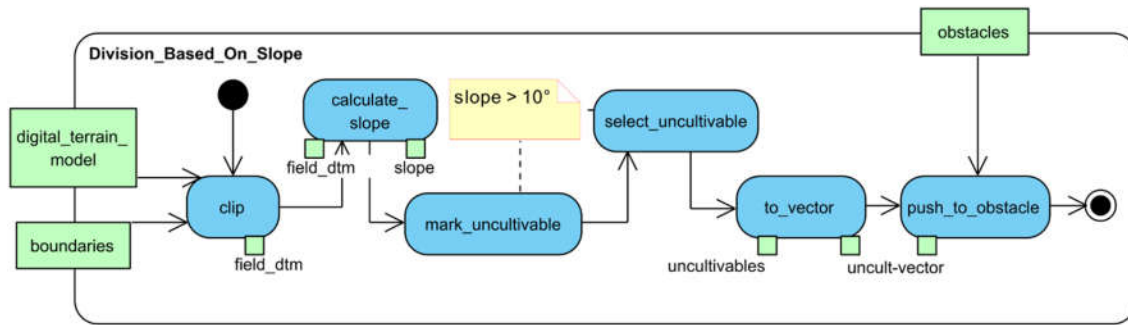 obstacles
Division_Based_On_Slope
digital_terrain_
model
boundaries
clip
field_dtm
calculate_
slope
field_dtm
slope
slope > 10°
mark_uncultivable
select_uncultivable
to_vector
uncultivables
uncult-vector
push_to_obstacle